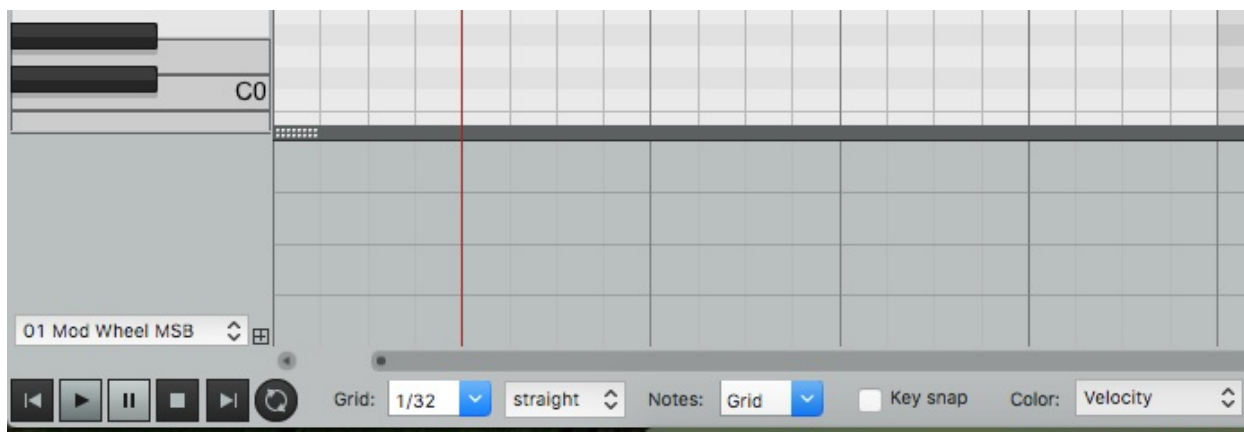 C0
01 Mod Wheel MSB
Grid: 1/32 straight Notes: Grid Key snap Color: Velocity